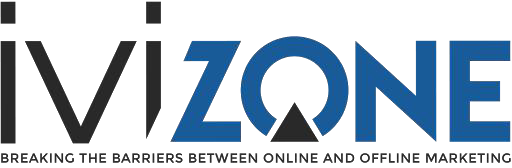 iviZONE
BREAKING THE BARRIERS BETWEEN ONLINE AND OFFLINE MARKETING